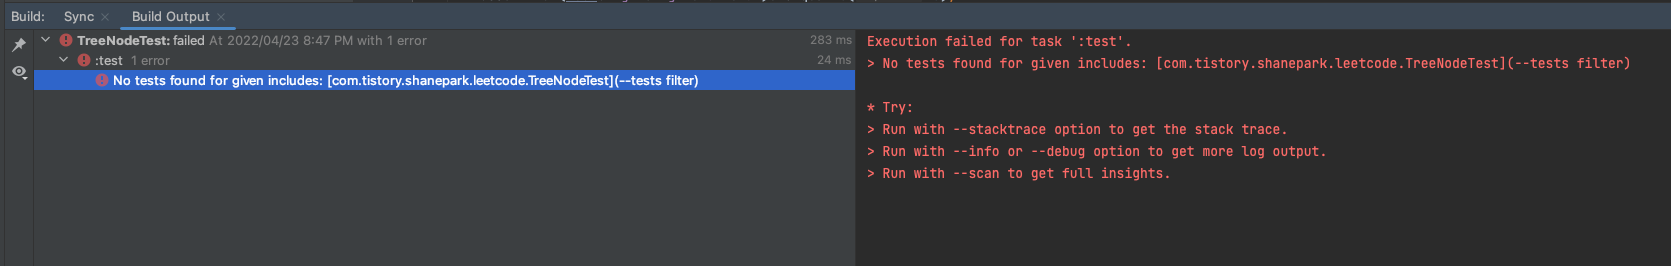 Build: Sync × Build Output ×
TreeNodeTest: failed At 2022/04/23 8:47 PM with 1 error 283 ms
:test 1 error 24 ms
No tests found for given includes: [com.tistory.shanepark.leetcode.TreeNodeTest](--tests filter)
Execution failed for task ':test'.
> No tests found for given includes: [com.tistory.shanepark.leetcode.TreeNodeTest](--tests filter)
* Try:
> Run with --stacktrace option to get the stack trace.
> Run with --info or --debug option to get more log output.
> Run with --scan to get full insights.